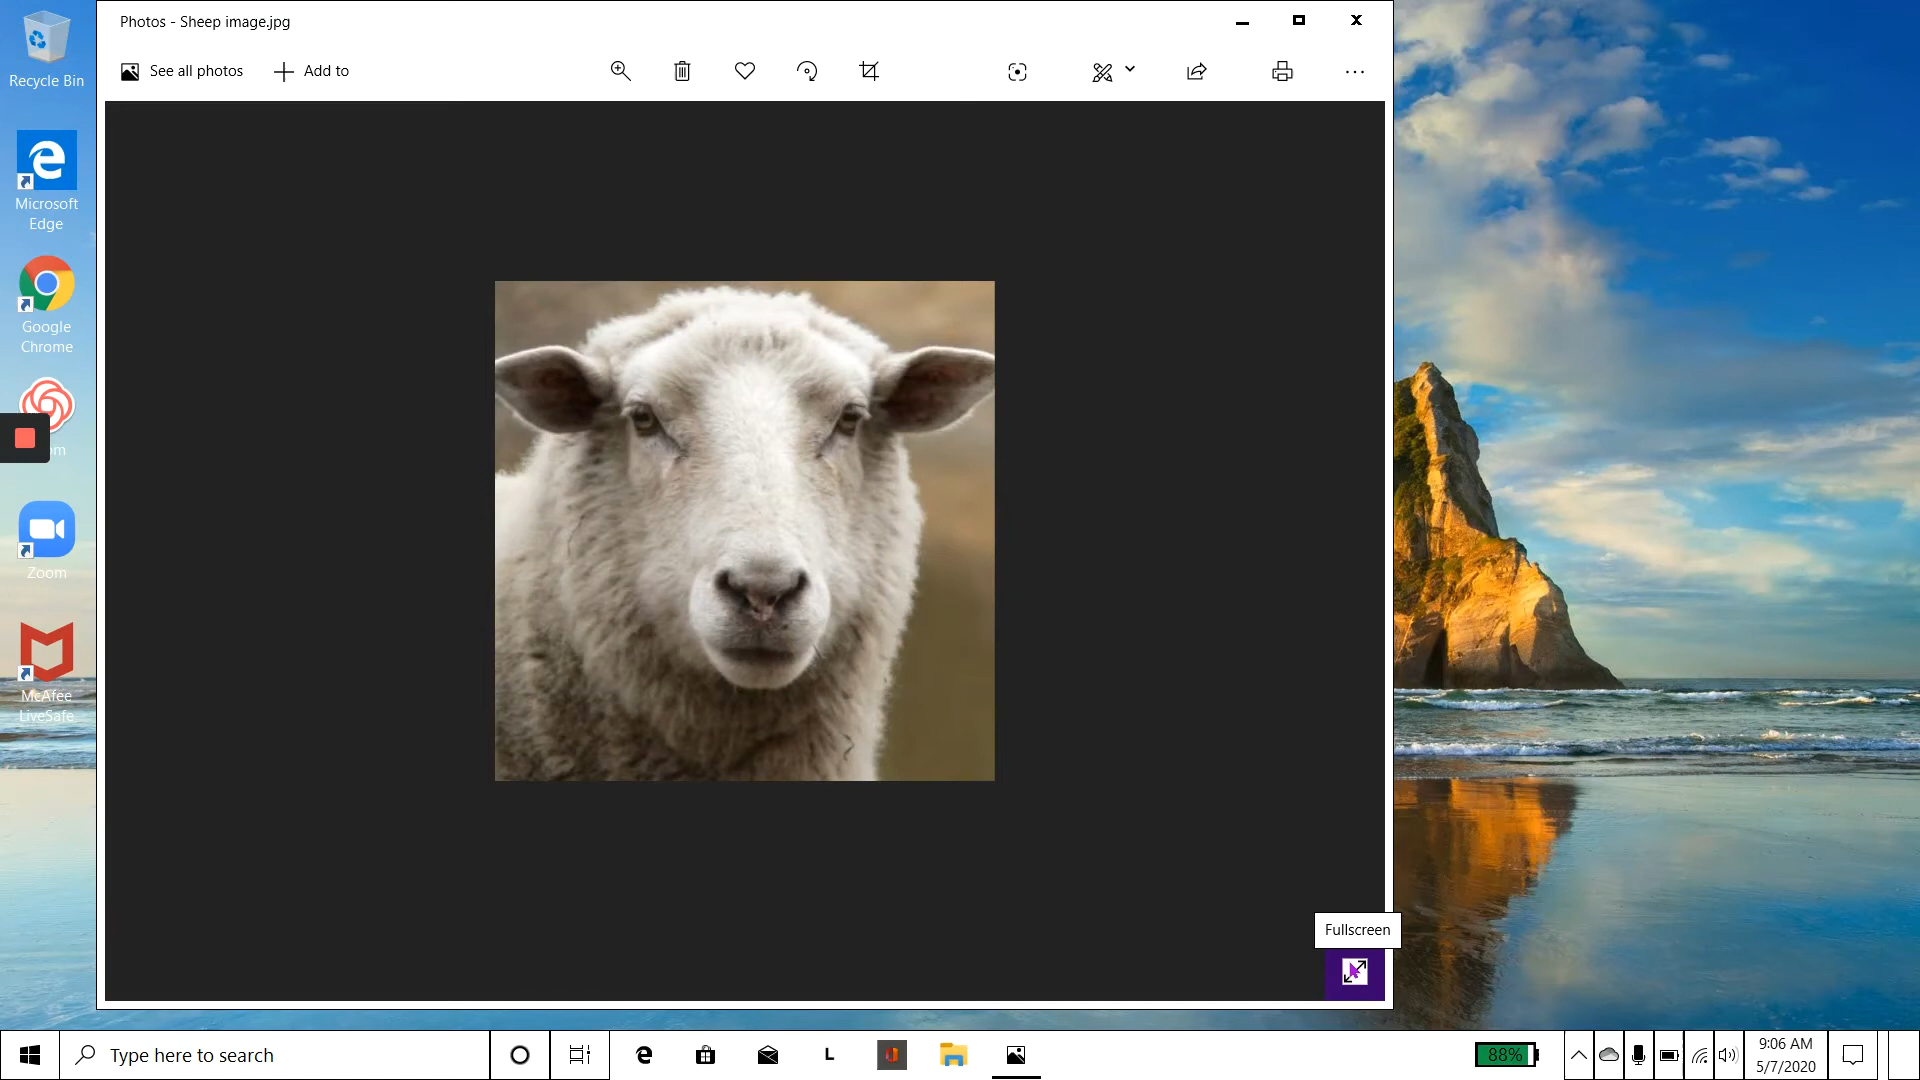 Photos - Sheep image.jpg
See all photos
Add to
Recycle Bin
Microsoft
Edge
Google
Chrome
m
Zoom
McAfee
LiveSafe
Fullscreen
Type here to search
L
88%
9:06 AM
5/7/2020